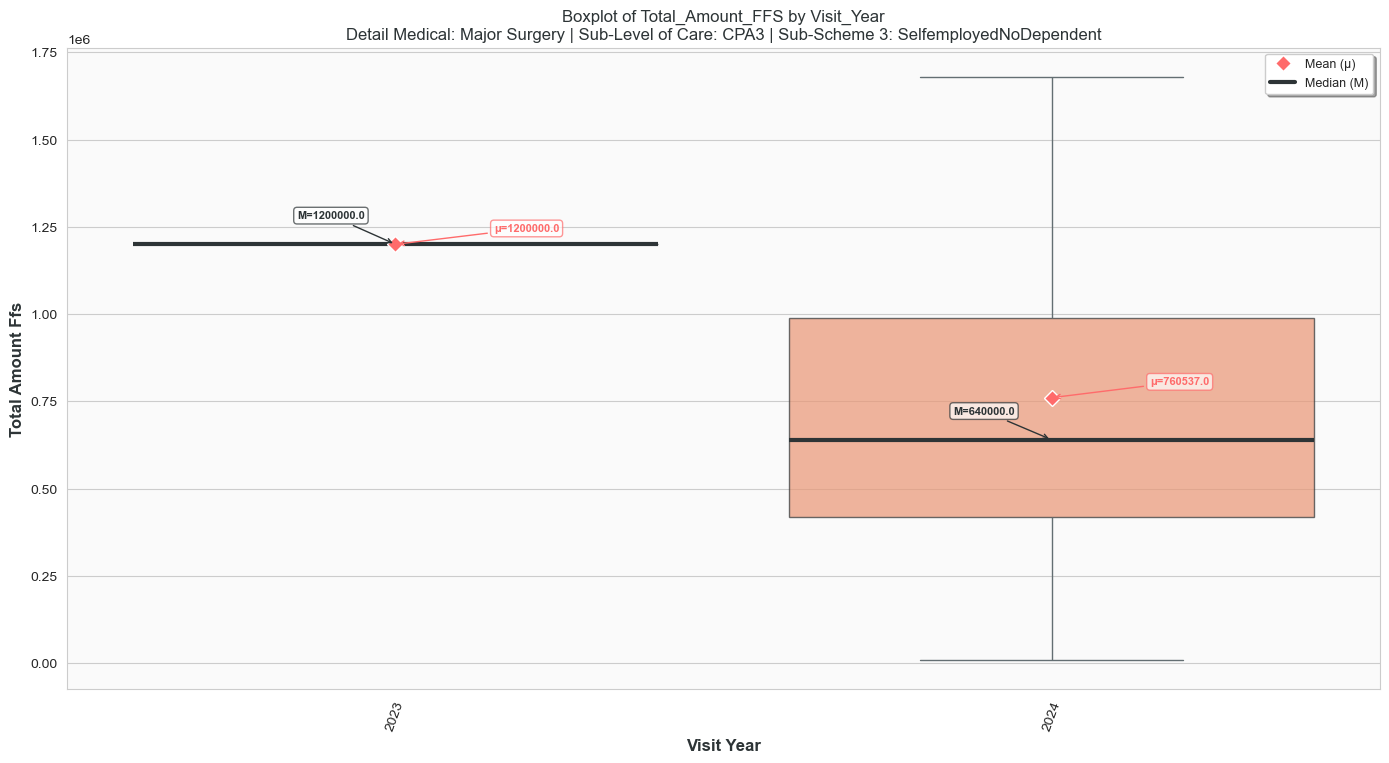 Boxplot of Total_Amount_FFS by Visit_Year
Detail Medical: Major Surgery | Sub-Level of Care: CPA3 | Sub-Scheme 3: SelfemployedNoDependent
1e6
1.75
1.50
1.25
1.00
0.75
0.50
0.25
0.00
Total Amount Ffs
Mean (μ)
Median (M)
M=1200000.0
μ=1200000.0
μ=760537.0
M=640000.0
2023
2024
Visit Year